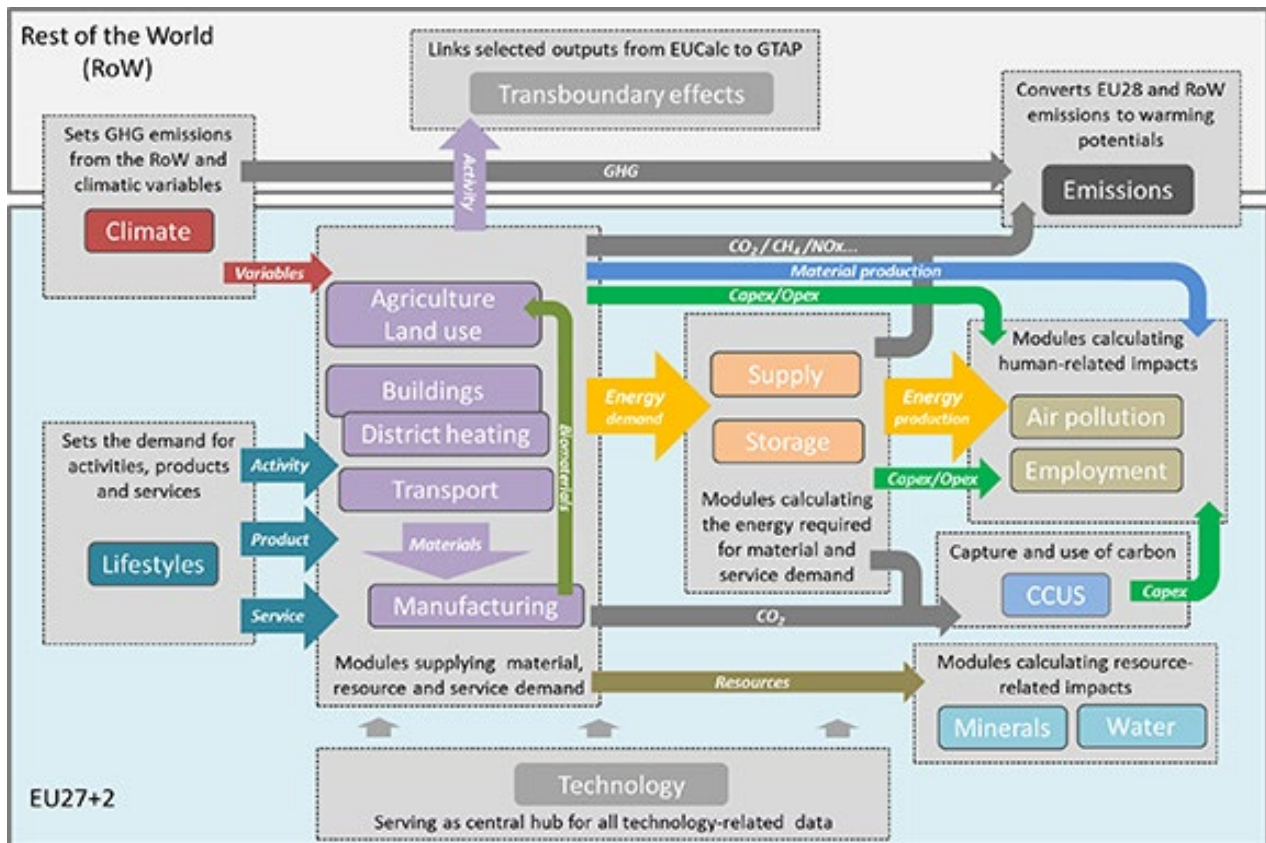 Rest of the World
(RoW)
Links selected outputs from EUCalc to GTAP
Transboundary effects
Converts EU28 and RoW
emissions to warming
potentials
Emissions
Sets GHG emissions
from the RoW and
climatic variables
Climate
GHG
Activity
Variables
CO₂ / CH₄ /NOx...
Material production
Capex/Opex
Agriculture
Land use
Buildings
District heating
Transport
Materials
Manufacturing
Biomaterials
Modules supplying material,
resource and service demand
Sets the demand for
activities, products
and services
Lifestyles
Activity
Product
Service
Energy
demand
Supply
Storage
Modules calculating
the energy required
for material and
service demand
Energy
production
Capex/Opex
Modules calculating
human-related impacts
Air pollution
Employment
Capture and use of carbon
CCUS
Capex
CO₂
Resources
Modules calculating resource-
related impacts
Minerals
Water
Technology
Serving as central hub for all technology-related data
EU27+2